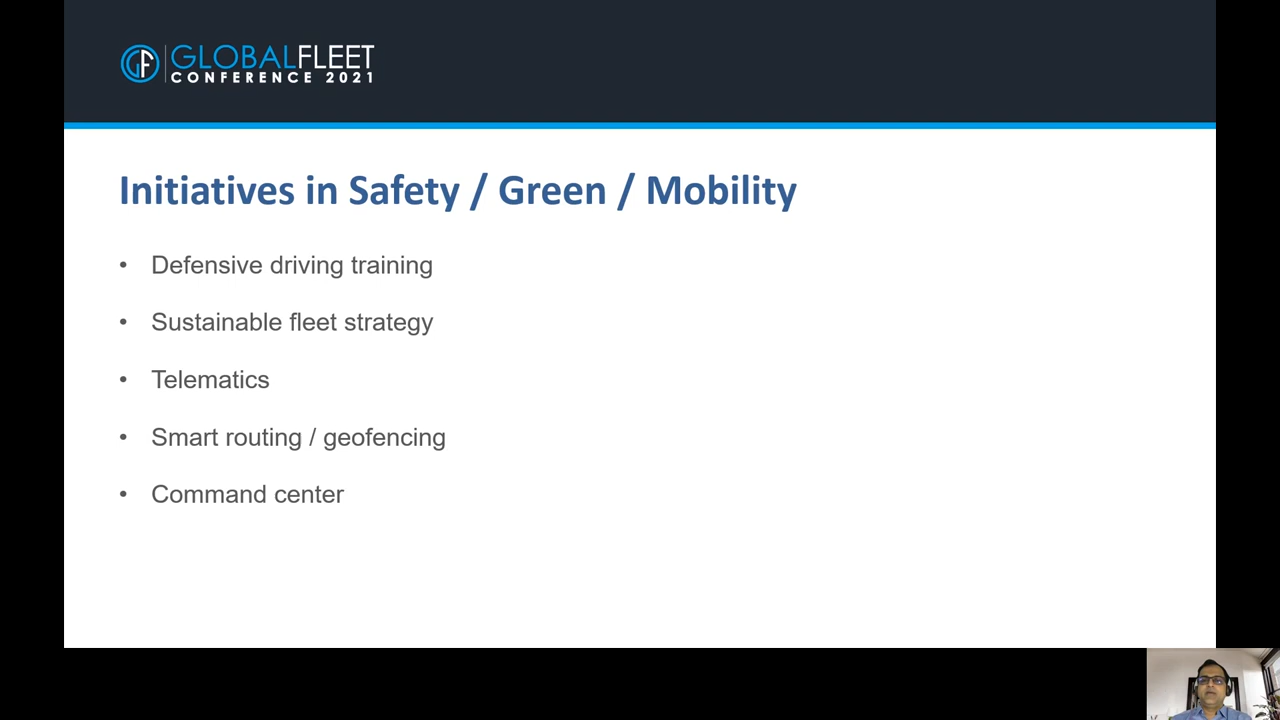 GF GLOBALFLEET
CONFERENCE 2021
Initiatives in Safety / Green / Mobility
• Defensive driving training
• Sustainable fleet strategy
• Telematics
• Smart routing / geofencing
• Command center